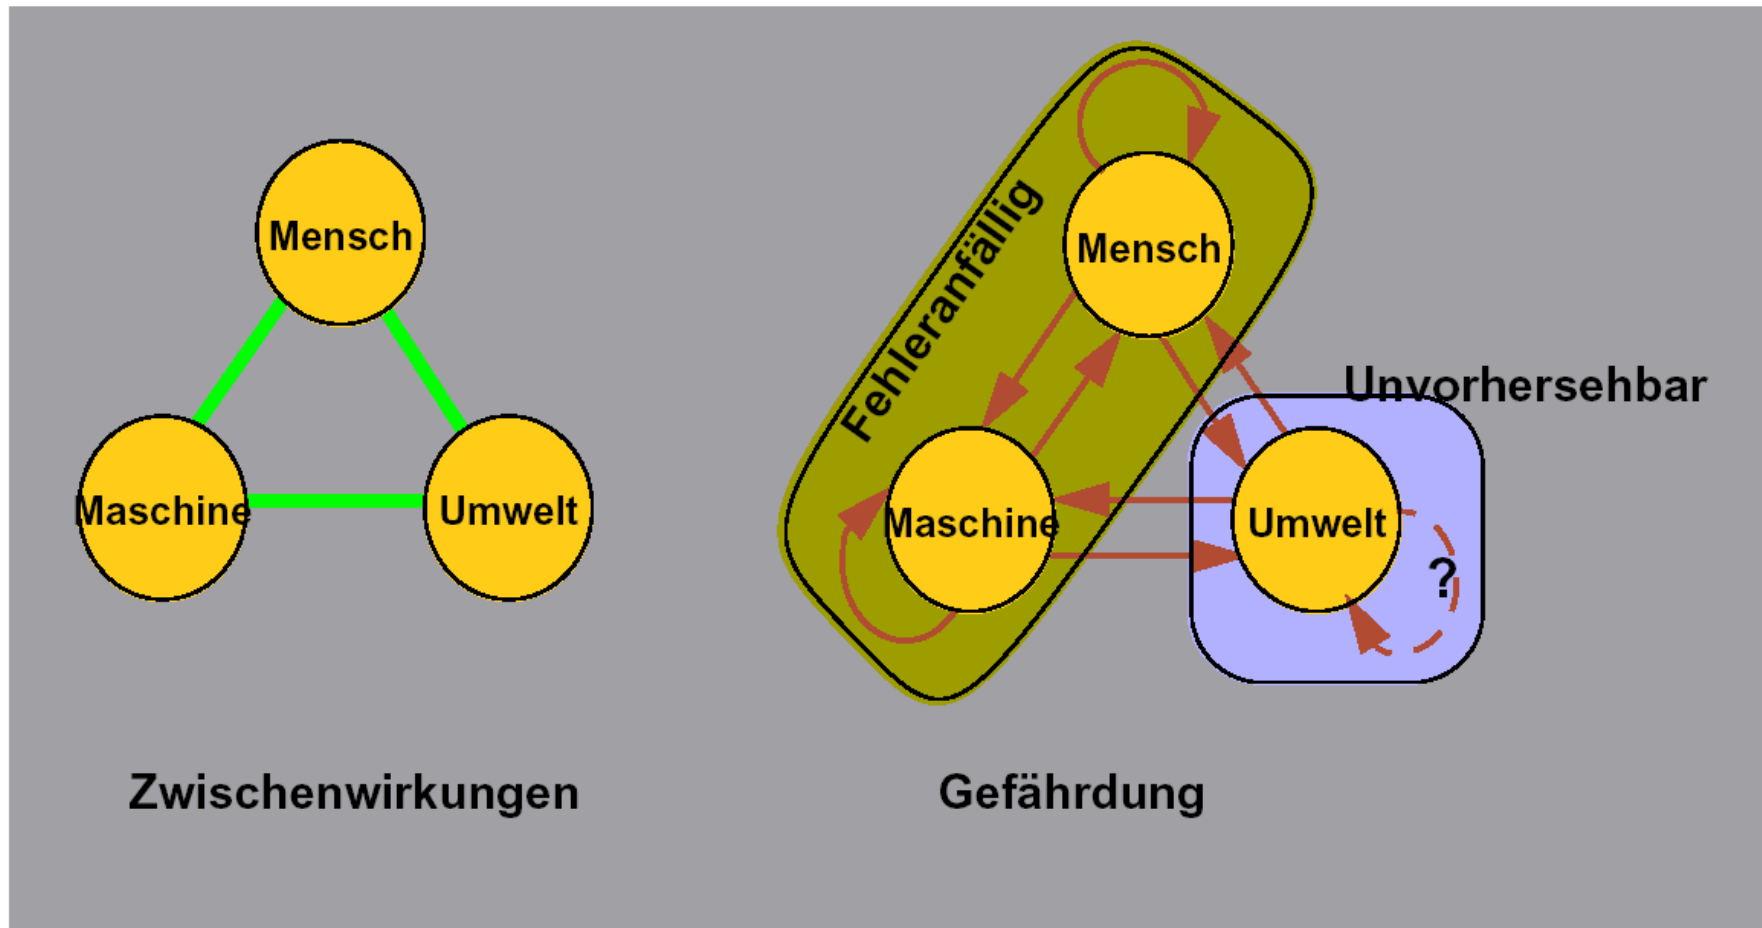 Mensch
Maschine
Umwelt
Zwischenwirkungen
Fehleranfällig
Mensch
Unvorhersehbar
Maschine
Umwelt
?
Gefährdung